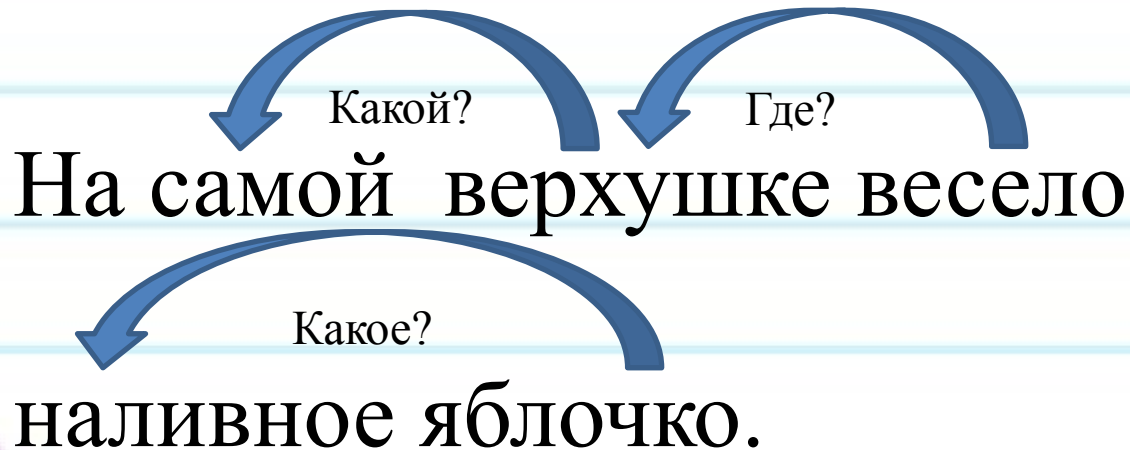 Какой? Где?
На самой верхушке весело
Какое?
наливное яблочко.